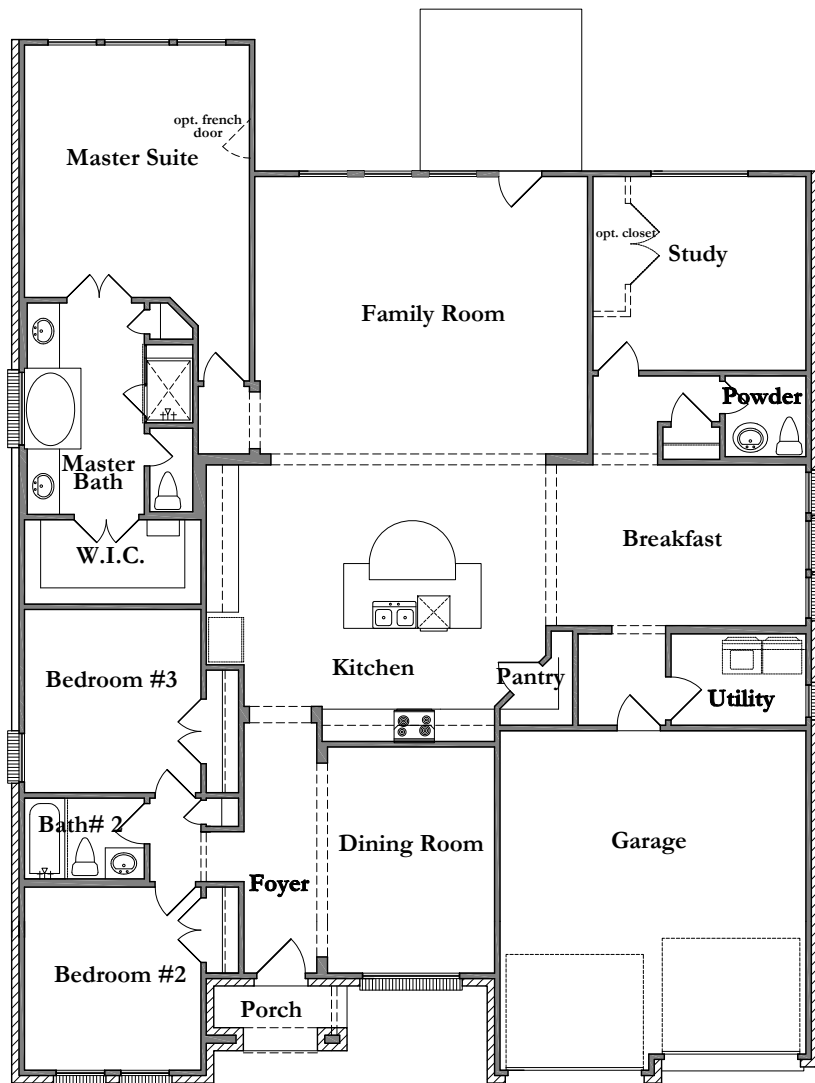 opt. french
door
Master Suite
opt. closet
Study
Family Room
Powder
Master
Bath
W.I.C.
Breakfast
Kitchen
Pantry
Bedroom #3
Utility
Bath# 2
Dining Room
Garage
Foyer
Bedroom #2
Porch